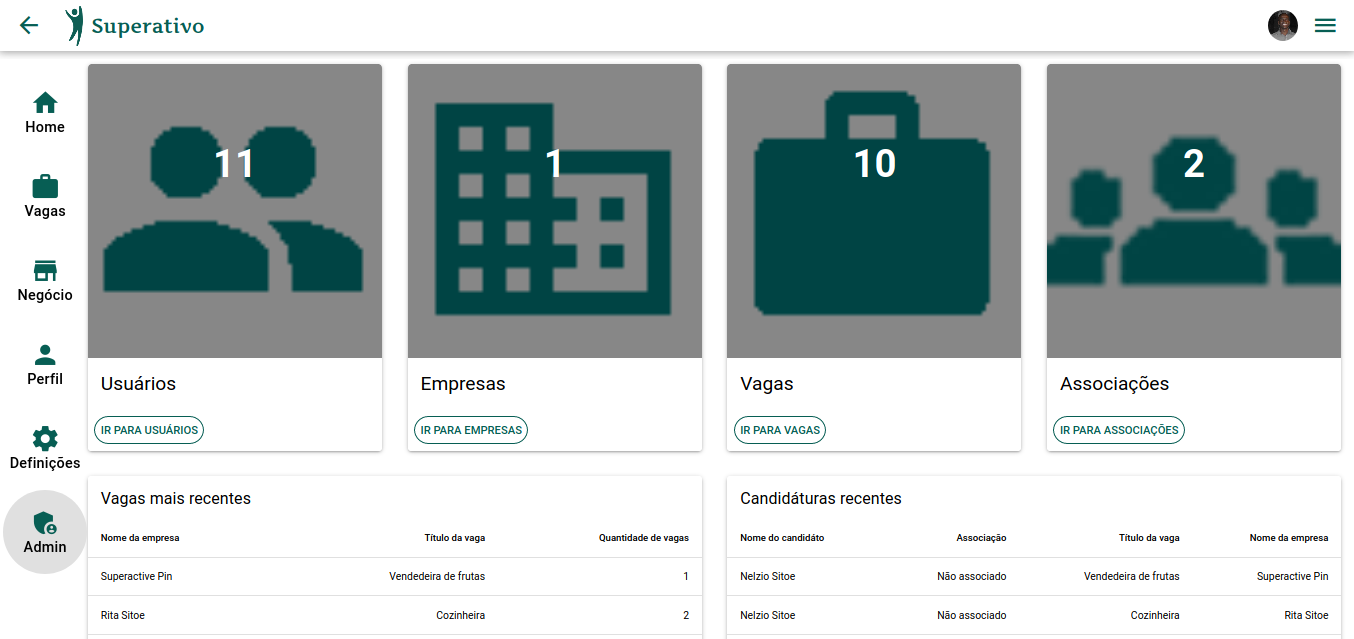 Superativo
Home
Vagas
Negócio
Perfil
Definições
Admin
11
1
10
2
Usuários
Empresas
Vagas
Associações
IR PARA USUÁRIOS
IR PARA EMPRESAS
IR PARA VAGAS
IR PARA ASSOCIAÇÕES
Vagas mais recentes
Nome da empresa Título da vaga Quantidade de vagas
Superactive Pin Vendedeira de frutas 1
Rita Sitoe Cozinheira 2
Candidáturas recentes
Nome do candidáto Associação Título da vaga Nome da empresa
Nelzio Sitoe Não associado Vendedeira de frutas Superactive Pin
Nelzio Sitoe Não associado Cozinheira Rita Sitoe